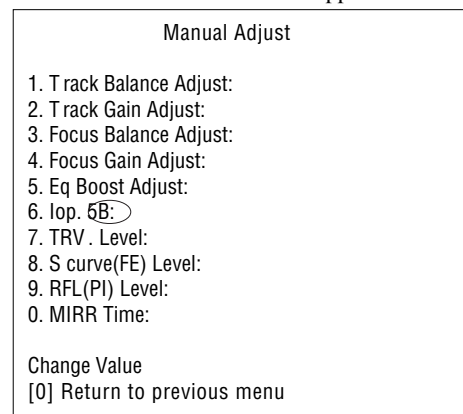 Manual Adjust
1. T rack Balance Adjust:
2. T rack Gain Adjust:
3. Focus Balance Adjust:
4. Focus Gain Adjust:
5. Eq Boost Adjust:
6. Iop. 5B:
7. TRV . Level:
8. S curve(FE) Level:
9. RFL(PI) Level:
0. MIRR Time:
Change Value
[0] Return to previous menu